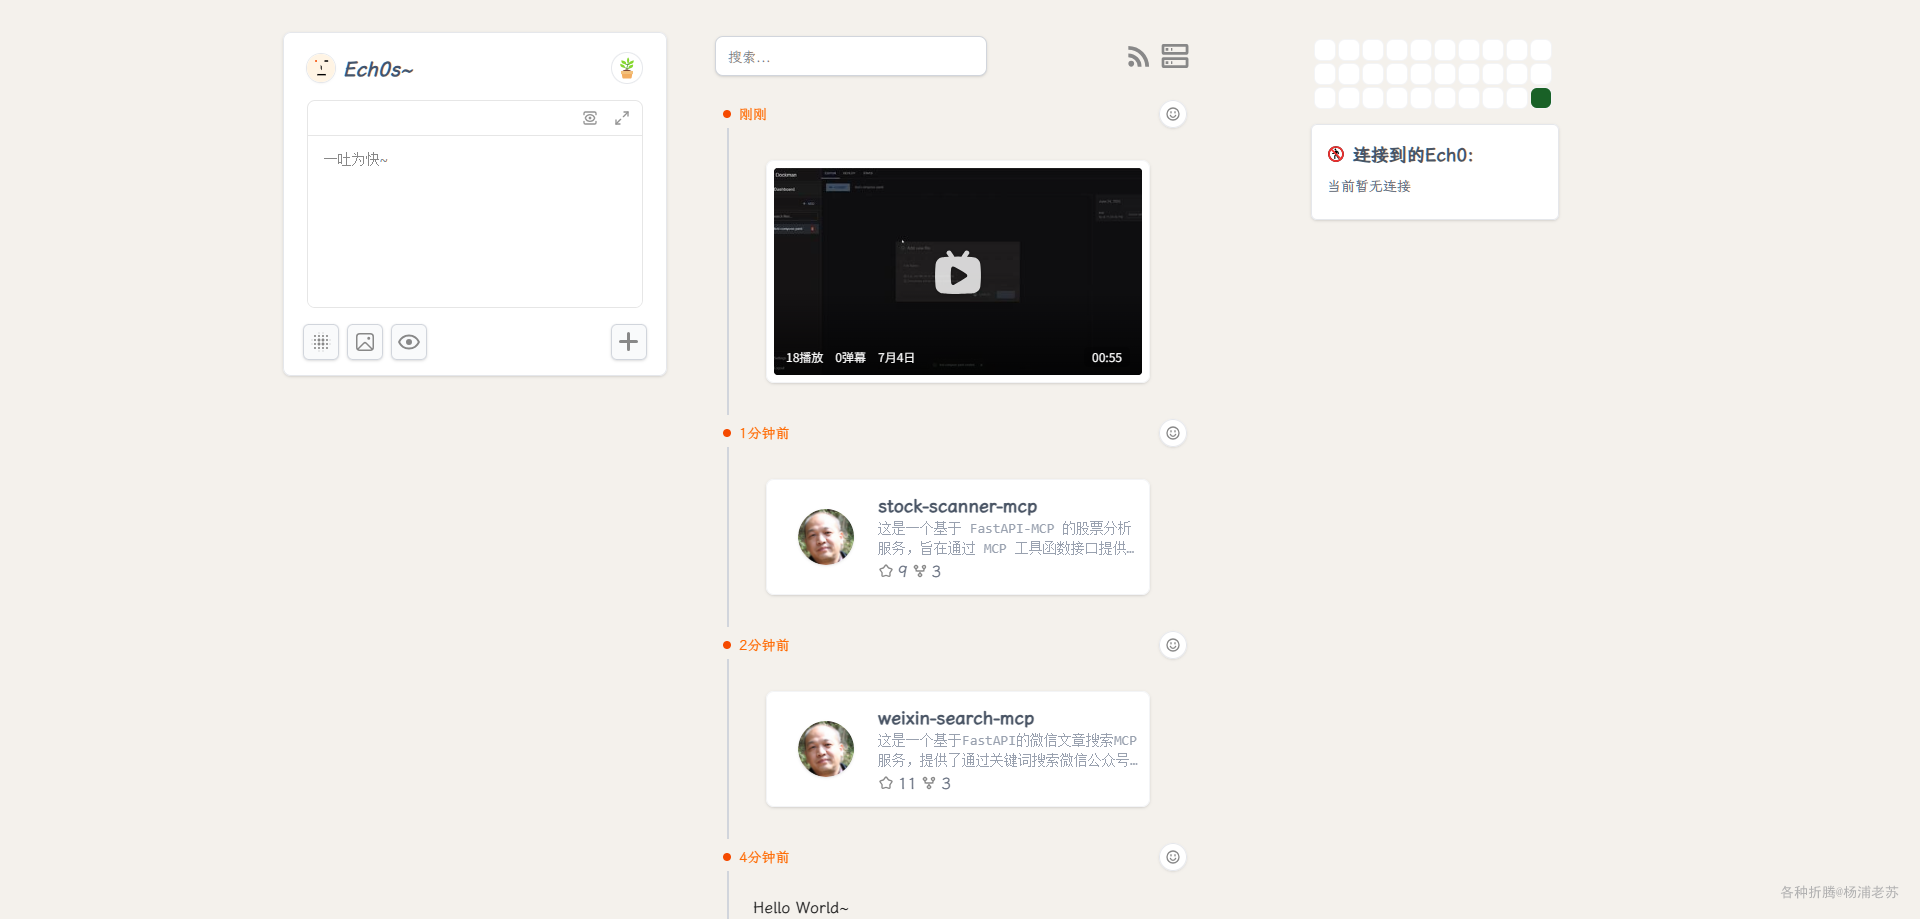 Ech0s~
一吐为快~
搜索...
刚刚
Dockman
Dashboard
18播放 0弹幕 7月4日 00:55
1分钟前
stock-scanner-mcp
这是一个基于 FastAPI-MCP 的股票分析
服务，旨在通过 MCP 工具函数接口提供…
9 3
2分钟前
weixin-search-mcp
这是一个基于FastAPI的微信文章搜索MCP
服务，提供了通过关键词搜索微信公众号…
11 3
4分钟前
Hello World~
连接到的Ech0:
当前暂无连接
各种折腾@杨浦老苏